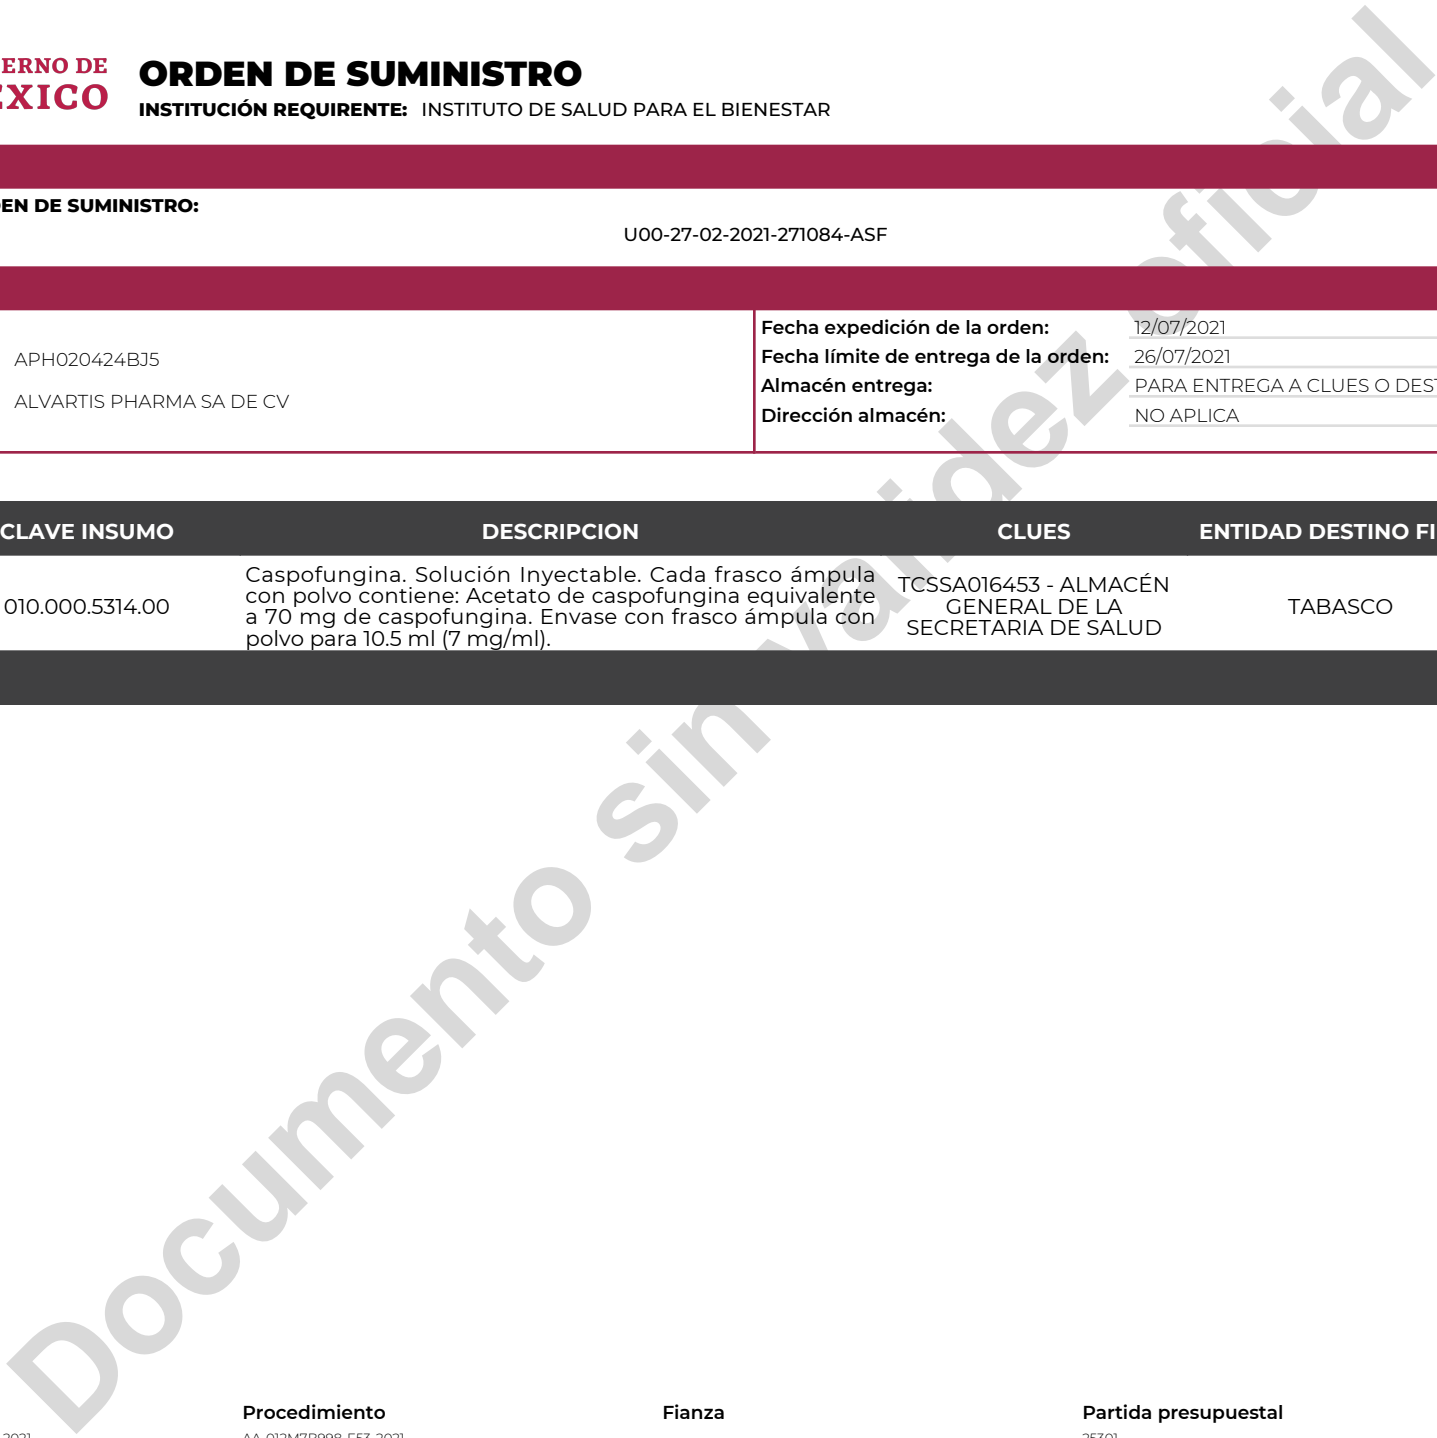 ERNO DE
EXICO
ORDEN DE SUMINISTRO
INSTITUCIÓN REQUIRENTE: INSTITUTO DE SALUD PARA EL BIENESTAR
EN DE SUMINISTRO:
U00-27-02-2021-271084-ASF
APH020424BJ5
ALVARTIS PHARMA SA DE CV
Fecha expedición de la orden: 12/07/2021
Fecha límite de entrega de la orden: 26/07/2021
Almacén entrega: PARA ENTREGA A CLUES O DEST
Dirección almacén: NO APLICA
CLAVE INSUMO DESCRIPCION CLUES ENTIDAD DESTINO FI
010.000.5314.00
Caspofungina. Solución Inyectable. Cada frasco ámpula
con polvo contiene: Acetato de caspofungina equivalente
a 70 mg de caspofungina. Envase con frasco ámpula con
polvo para 10.5 ml (7 mg/ml).
TCSSA016453 - ALMACÉN
GENERAL DE LA
SECRETARIA DE SALUD
TABASCO
Documento sin validez oficial
Procedimiento Fianza Partida presupuestal